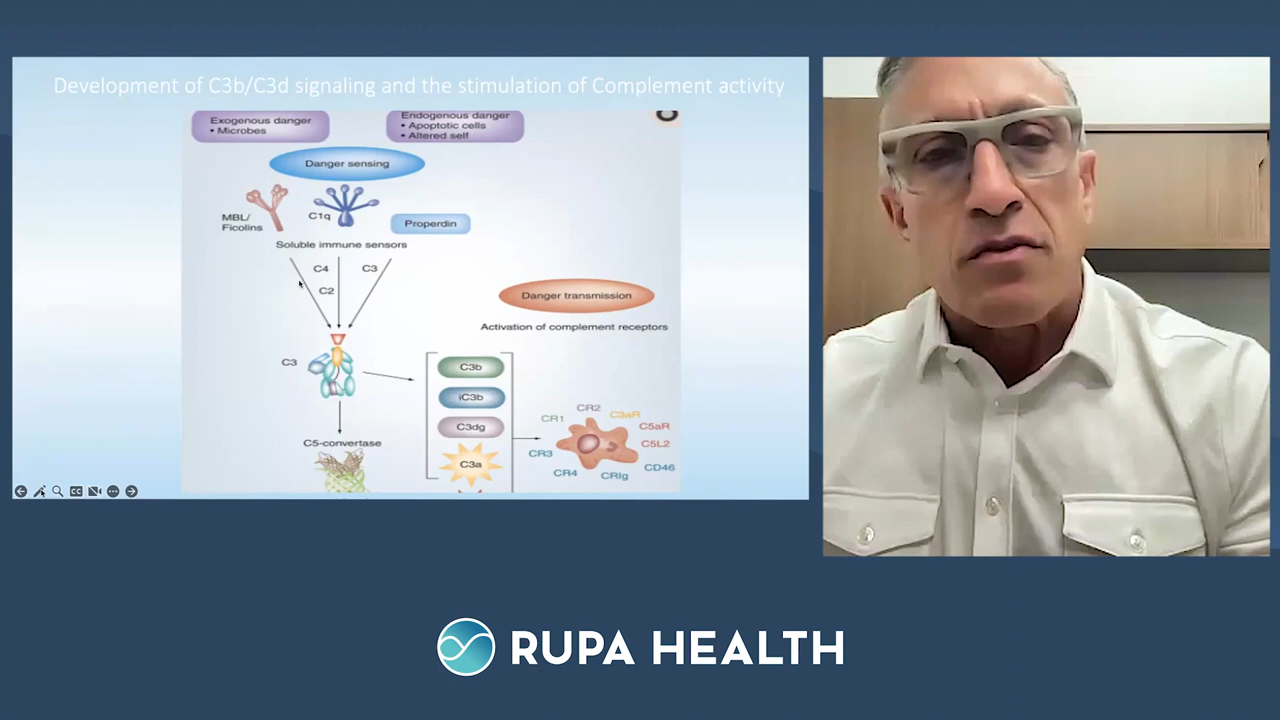 Development of C3b/C3d signaling and the stimulation of Complement activity
Exogenous danger
• Microbes
Endogenous danger
• Apoptotic cells
• Altered self
Danger sensing
MBL/
Ficolins
C1q
Properdin
Soluble immune sensors
C4
C3
C2
Danger transmission
Activation of complement receptors
C3
C3b
iC3b
C3dg
C3a
C5-convertase
CR1
CR2
C3aR
C5aR
C5L2
CD46
CRIg
CR4
CR3
CC
RUPA HEALTH